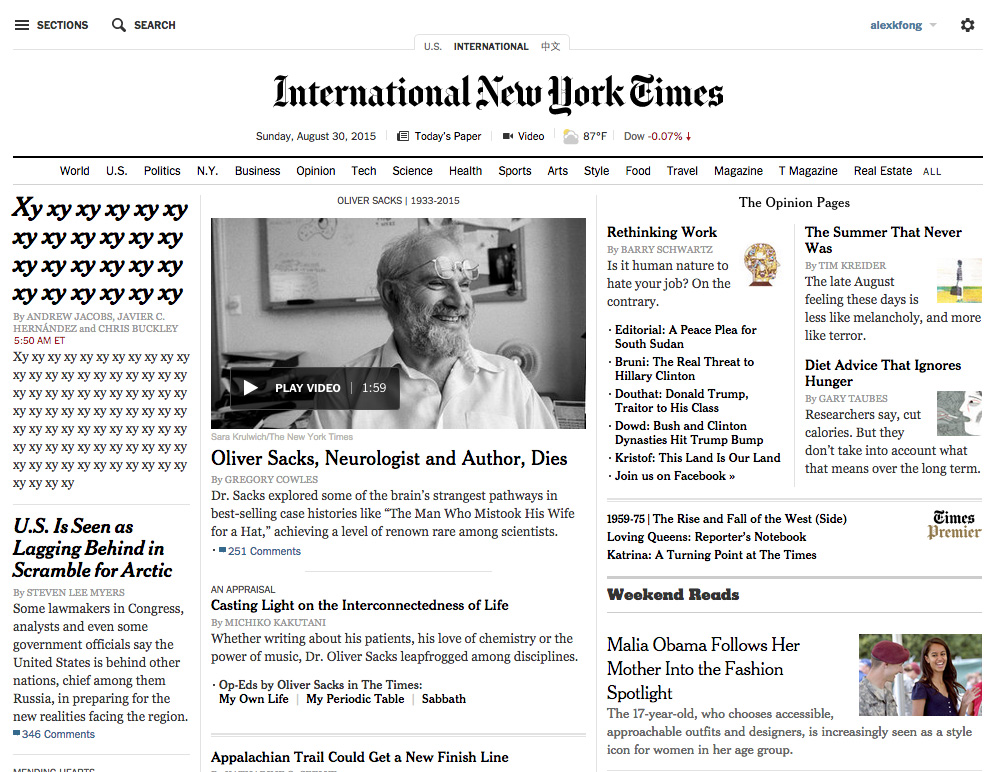 SECTIONS SEARCH alexkfong
U.S. INTERNATIONAL 中文
International New York Times
Sunday, August 30, 2015 Today's Paper Video 87°F Dow -0.07% ↓
World U.S. Politics N.Y. Business Opinion Tech Science Health Sports Arts Style Food Travel Magazine T Magazine Real Estate ALL
Xy xy xy xy xy xy
xy xy xy xy xy xy
xy xy xy xy xy xy
xy xy xy xy xy xy
By ANDREW JACOBS, JAVIER C.
HERNÁNDEZ and CHRIS BUCKLEY
5:50 AM ET
Xy xy xy xy xy xy xy xy xy xy xy
xy xy xy xy xy xy xy xy xy xy xy
xy xy xy xy xy xy xy xy xy xy xy
xy xy xy xy xy xy xy xy xy xy xy
xy xy xy xy xy xy xy xy xy xy xy
xy xy xy xy xy xy xy xy xy xy xy
xy xy xy xy xy xy xy xy xy xy xy
xy xy xy xy
U.S. Is Seen as
Lagging Behind in
Scramble for Arctic
By STEVEN LEE MYERS
Some lawmakers in Congress,
analysts and even some
government officials say the
United States is behind other
nations, chief among them
Russia, in preparing for the
new realities facing the region.
346 Comments
MENDING HEARTS
OLIVER SACKS | 1933-2015
PLAY VIDEO | 1:59
Sara Krulwich/The New York Times
Oliver Sacks, Neurologist and Author, Dies
By GREGORY COWLES
Dr. Sacks explored some of the brain's strangest pathways in
best-selling case histories like “The Man Who Mistook His Wife
for a Hat,” achieving a level of renown rare among scientists.
· 251 Comments
AN APPRAISAL
Casting Light on the Interconnectedness of Life
By MICHIKO KAKUTANI
Whether writing about his patients, his love of chemistry or the
power of music, Dr. Oliver Sacks leapfrogged among disciplines.
· Op-Eds by Oliver Sacks in The Times:
My Own Life | My Periodic Table | Sabbath
Appalachian Trail Could Get a New Finish Line
The Opinion Pages
Rethinking Work
By BARRY SCHWARTZ
Is it human nature to
hate your job? On the
contrary.
· Editorial: A Peace Plea for
South Sudan
· Bruni: The Real Threat to
Hillary Clinton
· Douthat: Donald Trump,
Traitor to His Class
· Dowd: Bush and Clinton
Dynasties Hit Trump Bump
· Kristof: This Land Is Our Land
· Join us on Facebook »
The Summer That Never
Was
By TIM KREIDER
The late August
feeling these days is
less like melancholy, and more
like terror.
Diet Advice That Ignores
Hunger
By GARY TAUBES
Researchers say, cut
calories. But they
don't take into account what
that means over the long term.
1959-75 | The Rise and Fall of the West (Side)
Loving Queens: Reporter's Notebook
Katrina: A Turning Point at The Times
Times
Premier
Weekend Reads
Malia Obama Follows Her
Mother Into the Fashion
Spotlight
The 17-year-old, who chooses accessible,
approachable outfits and designers, is increasingly seen as a style
icon for women in her age group.